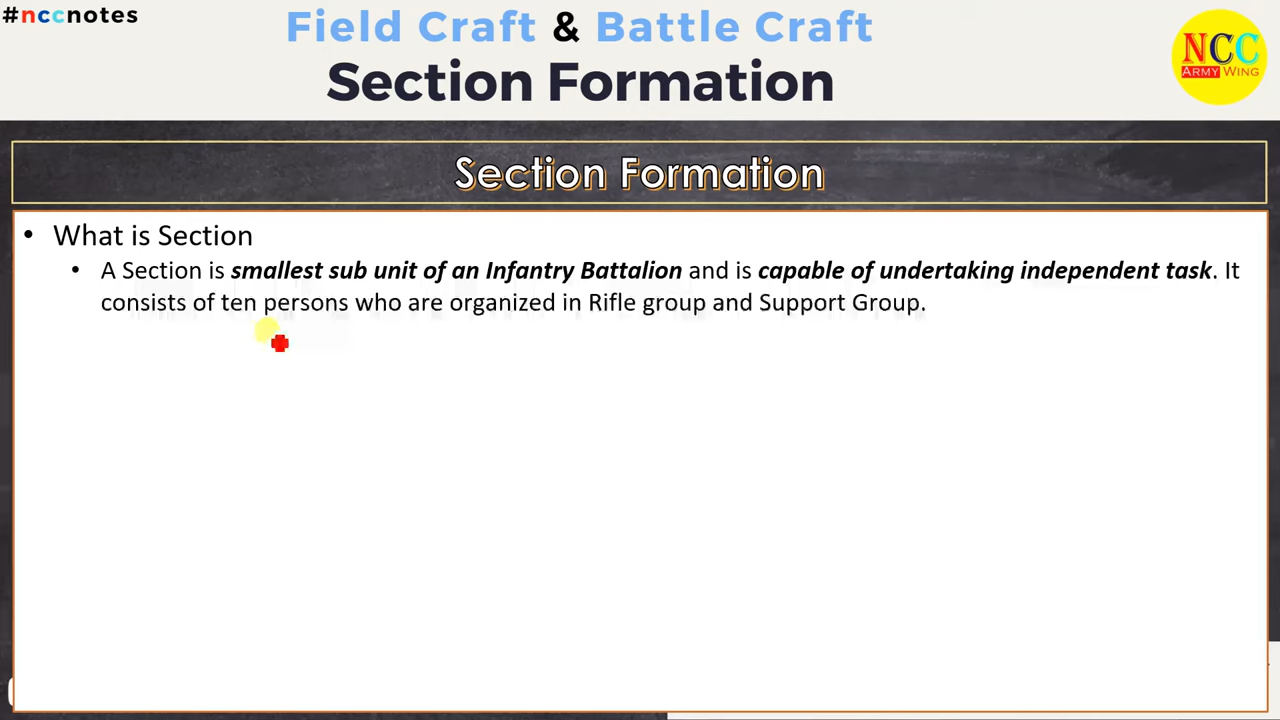 #nccnotes
Field Craft & Battle Craft
Section Formation
NCC
ARMY WING
Section Formation
• What is Section
• A Section is smallest sub unit of an Infantry Battalion and is capable of undertaking independent task. It
consists of ten persons who are organized in Rifle group and Support Group.